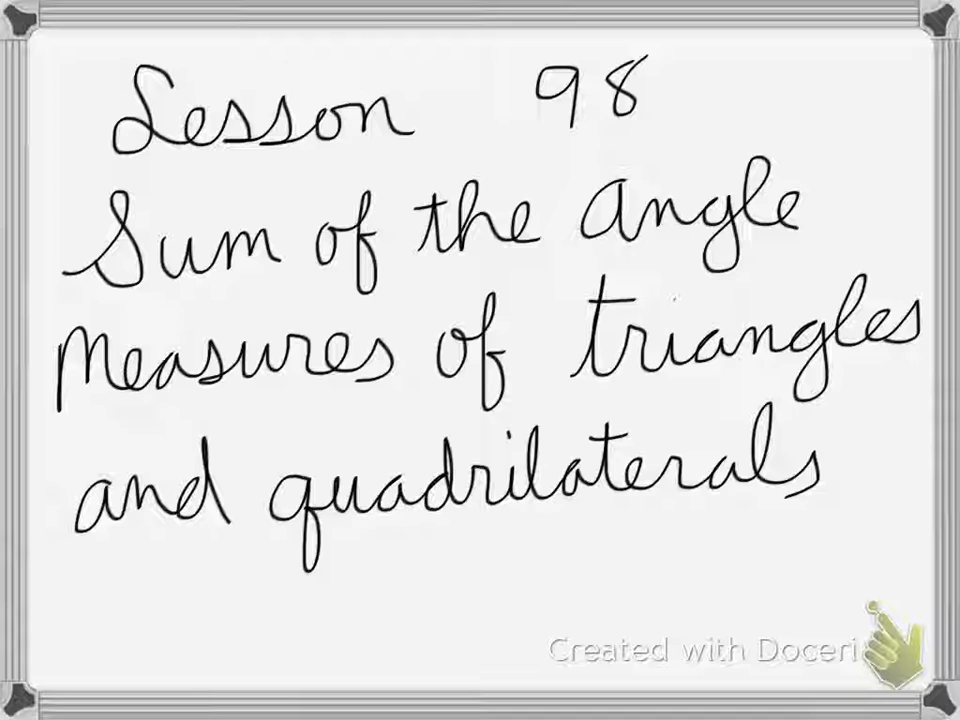 Lesson 98
Sum of the angle
measures of triangles
and quadrilaterals
Created with Doceri